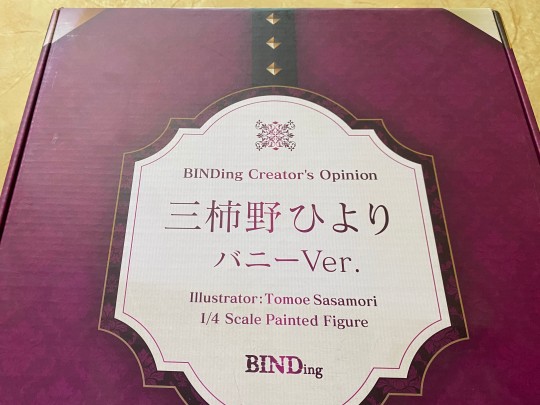 BINDing Creator's Opinion
三柿野ひより
バニーVer.
Illustrator: Tomoe Sasamori
1/4 Scale Painted Figure
BINDing